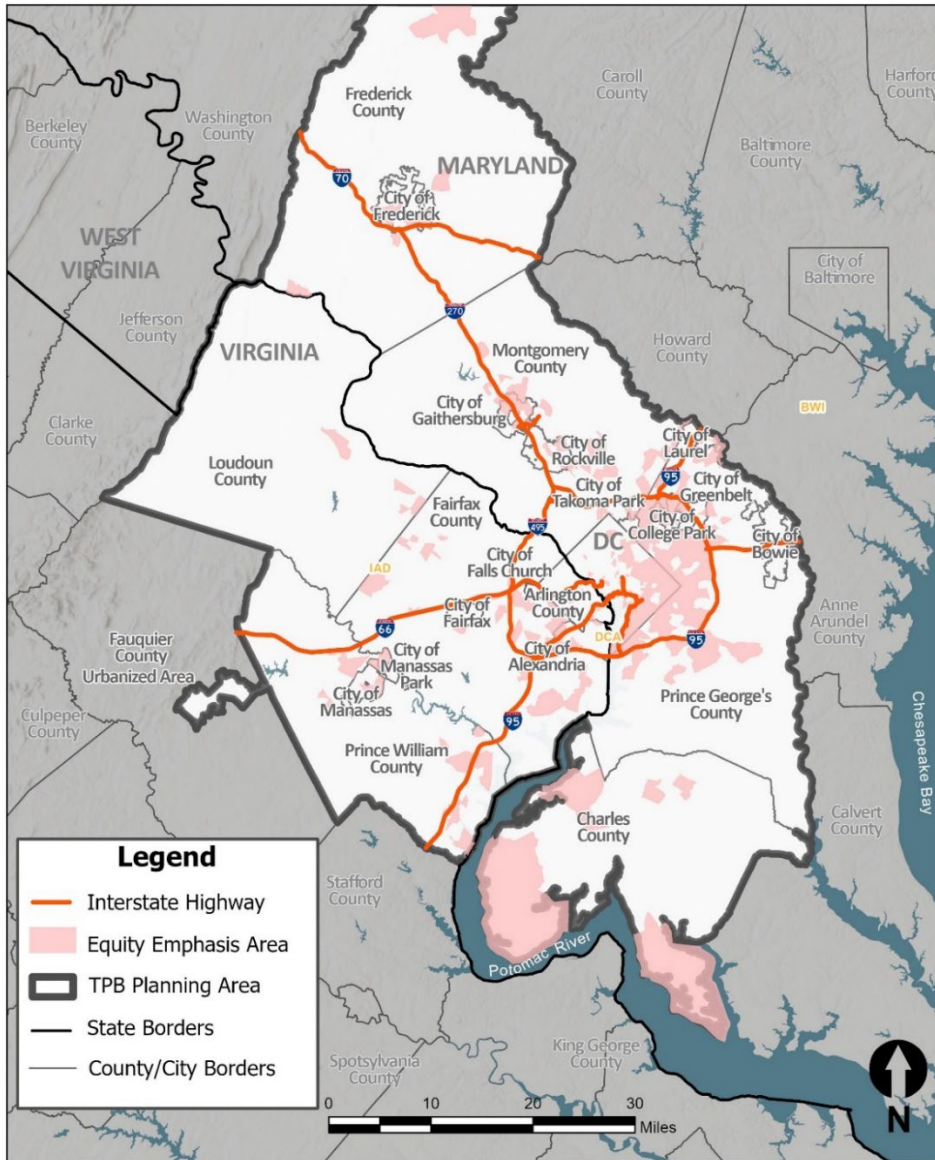 Frederick
County
Caroll
County
Harford
County
Berkeley
County
Washington
County
Baltimore
County
MARYLAND
70
City of
Frederick
WEST
VIRGINIA
City of
Baltimore
Jefferson
County
270
VIRGINIA
Howard
County
Montgomery
County
BWI
Clarke
County
City of
Gaithersburg
City of
Rockville
City of
Laurel
Loudoun
County
95
City of
Greenbelt
City of
Takoma Park
Fairfax
County
City of
College Park
495
DC
City of
Bowie
City of
Falls Church
IAD
Arlington
County
City of
Fairfax
Anne
Arundel
County
66
DCA
95
Fauquier
County
Urbanized Area
City of
Manassas
Park
City of
Alexandria
City of
Manassas
Prince George's
County
Culpeper
County
95
Chesapeake Bay
Prince William
County
Charles
County
Calvert
County
Legend
Interstate Highway
Equity Emphasis Area
TPB Planning Area
State Borders
County/City Borders
Stafford
County
Potomac River
King George
County
Spotsylvania
County
N
0 10 20 30
Miles